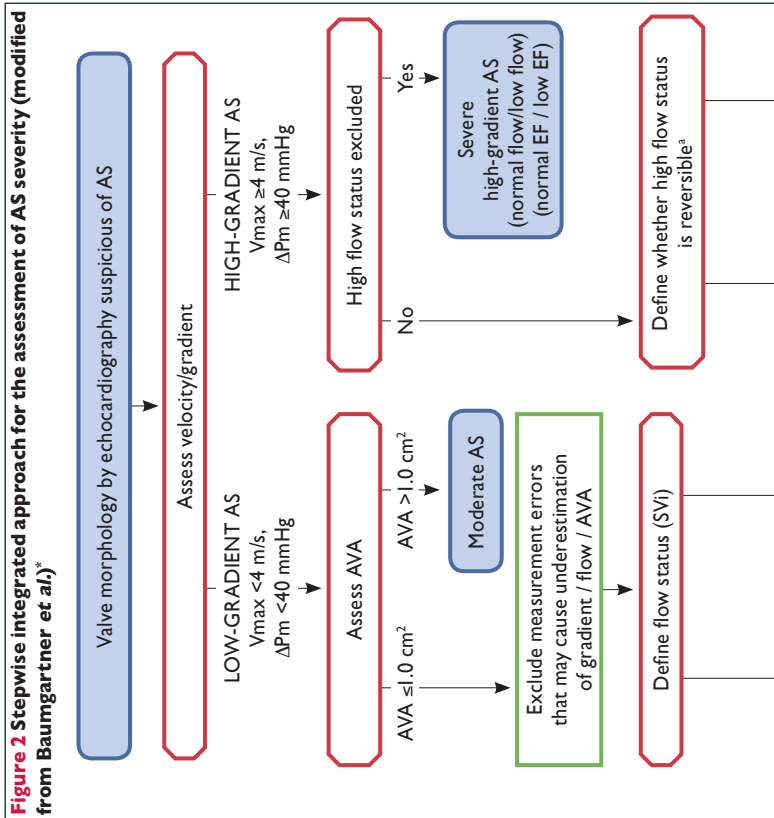 Figure 2 Stepwise integrated approach for the assessment of AS severity (modified
from Baumgartner et al.)*
Valve morphology by echocardiography suspicious of AS
Assess velocity/gradient
LOW-GRADIENT AS
Vmax <4 m/s,
ΔPm <40 mmHg
HIGH-GRADIENT AS
Vmax ≥4 m/s,
ΔPm ≥40 mmHg
Assess AVA
High flow status excluded
AVA ≤1.0 cm²
AVA >1.0 cm²
No
Yes
Moderate AS
Severe
high-gradient AS
(normal flow/low flow)
(normal EF / low EF)
Exclude measurement errors
that may cause underestimation
of gradient / flow / AVA
Define flow status (SVi)
Define whether high flow status
is reversibleᵃ